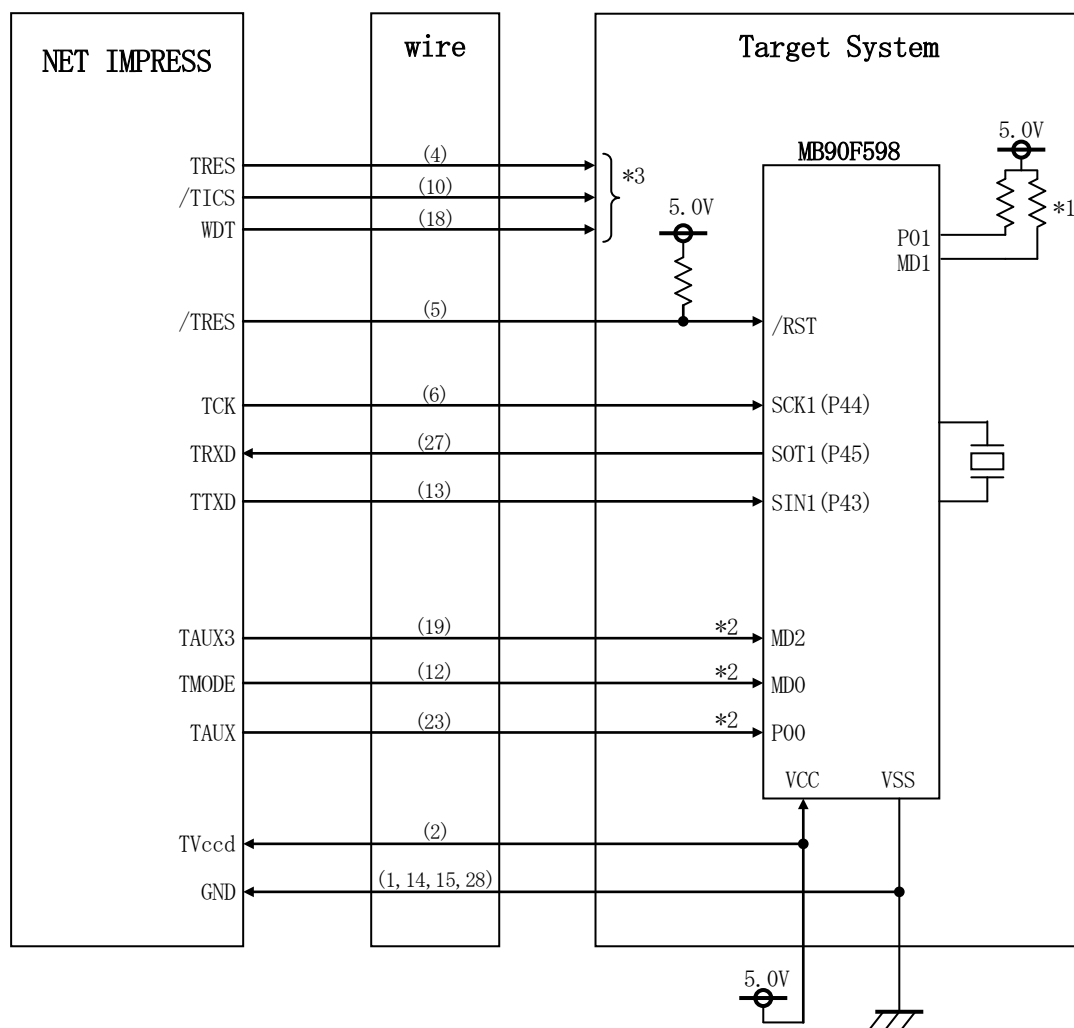 NET IMPRESS
wire
Target System
TRES
(4)
/TICS
(10)
WDT
(18)
*3
5.0V
MB90F598
5.0V
*1
P01
MD1
/TRES
(5)
/RST
TCK
(6)
SCK1(P44)
TRXD
(27)
SOT1(P45)
TTXD
(13)
SIN1(P43)
TAUX3
(19)
*2
MD2
TMODE
(12)
*2
MD0
TAUX
(23)
*2
P00
VCC
VSS
TVccd
(2)
GND
(1,14,15,28)
5.0V